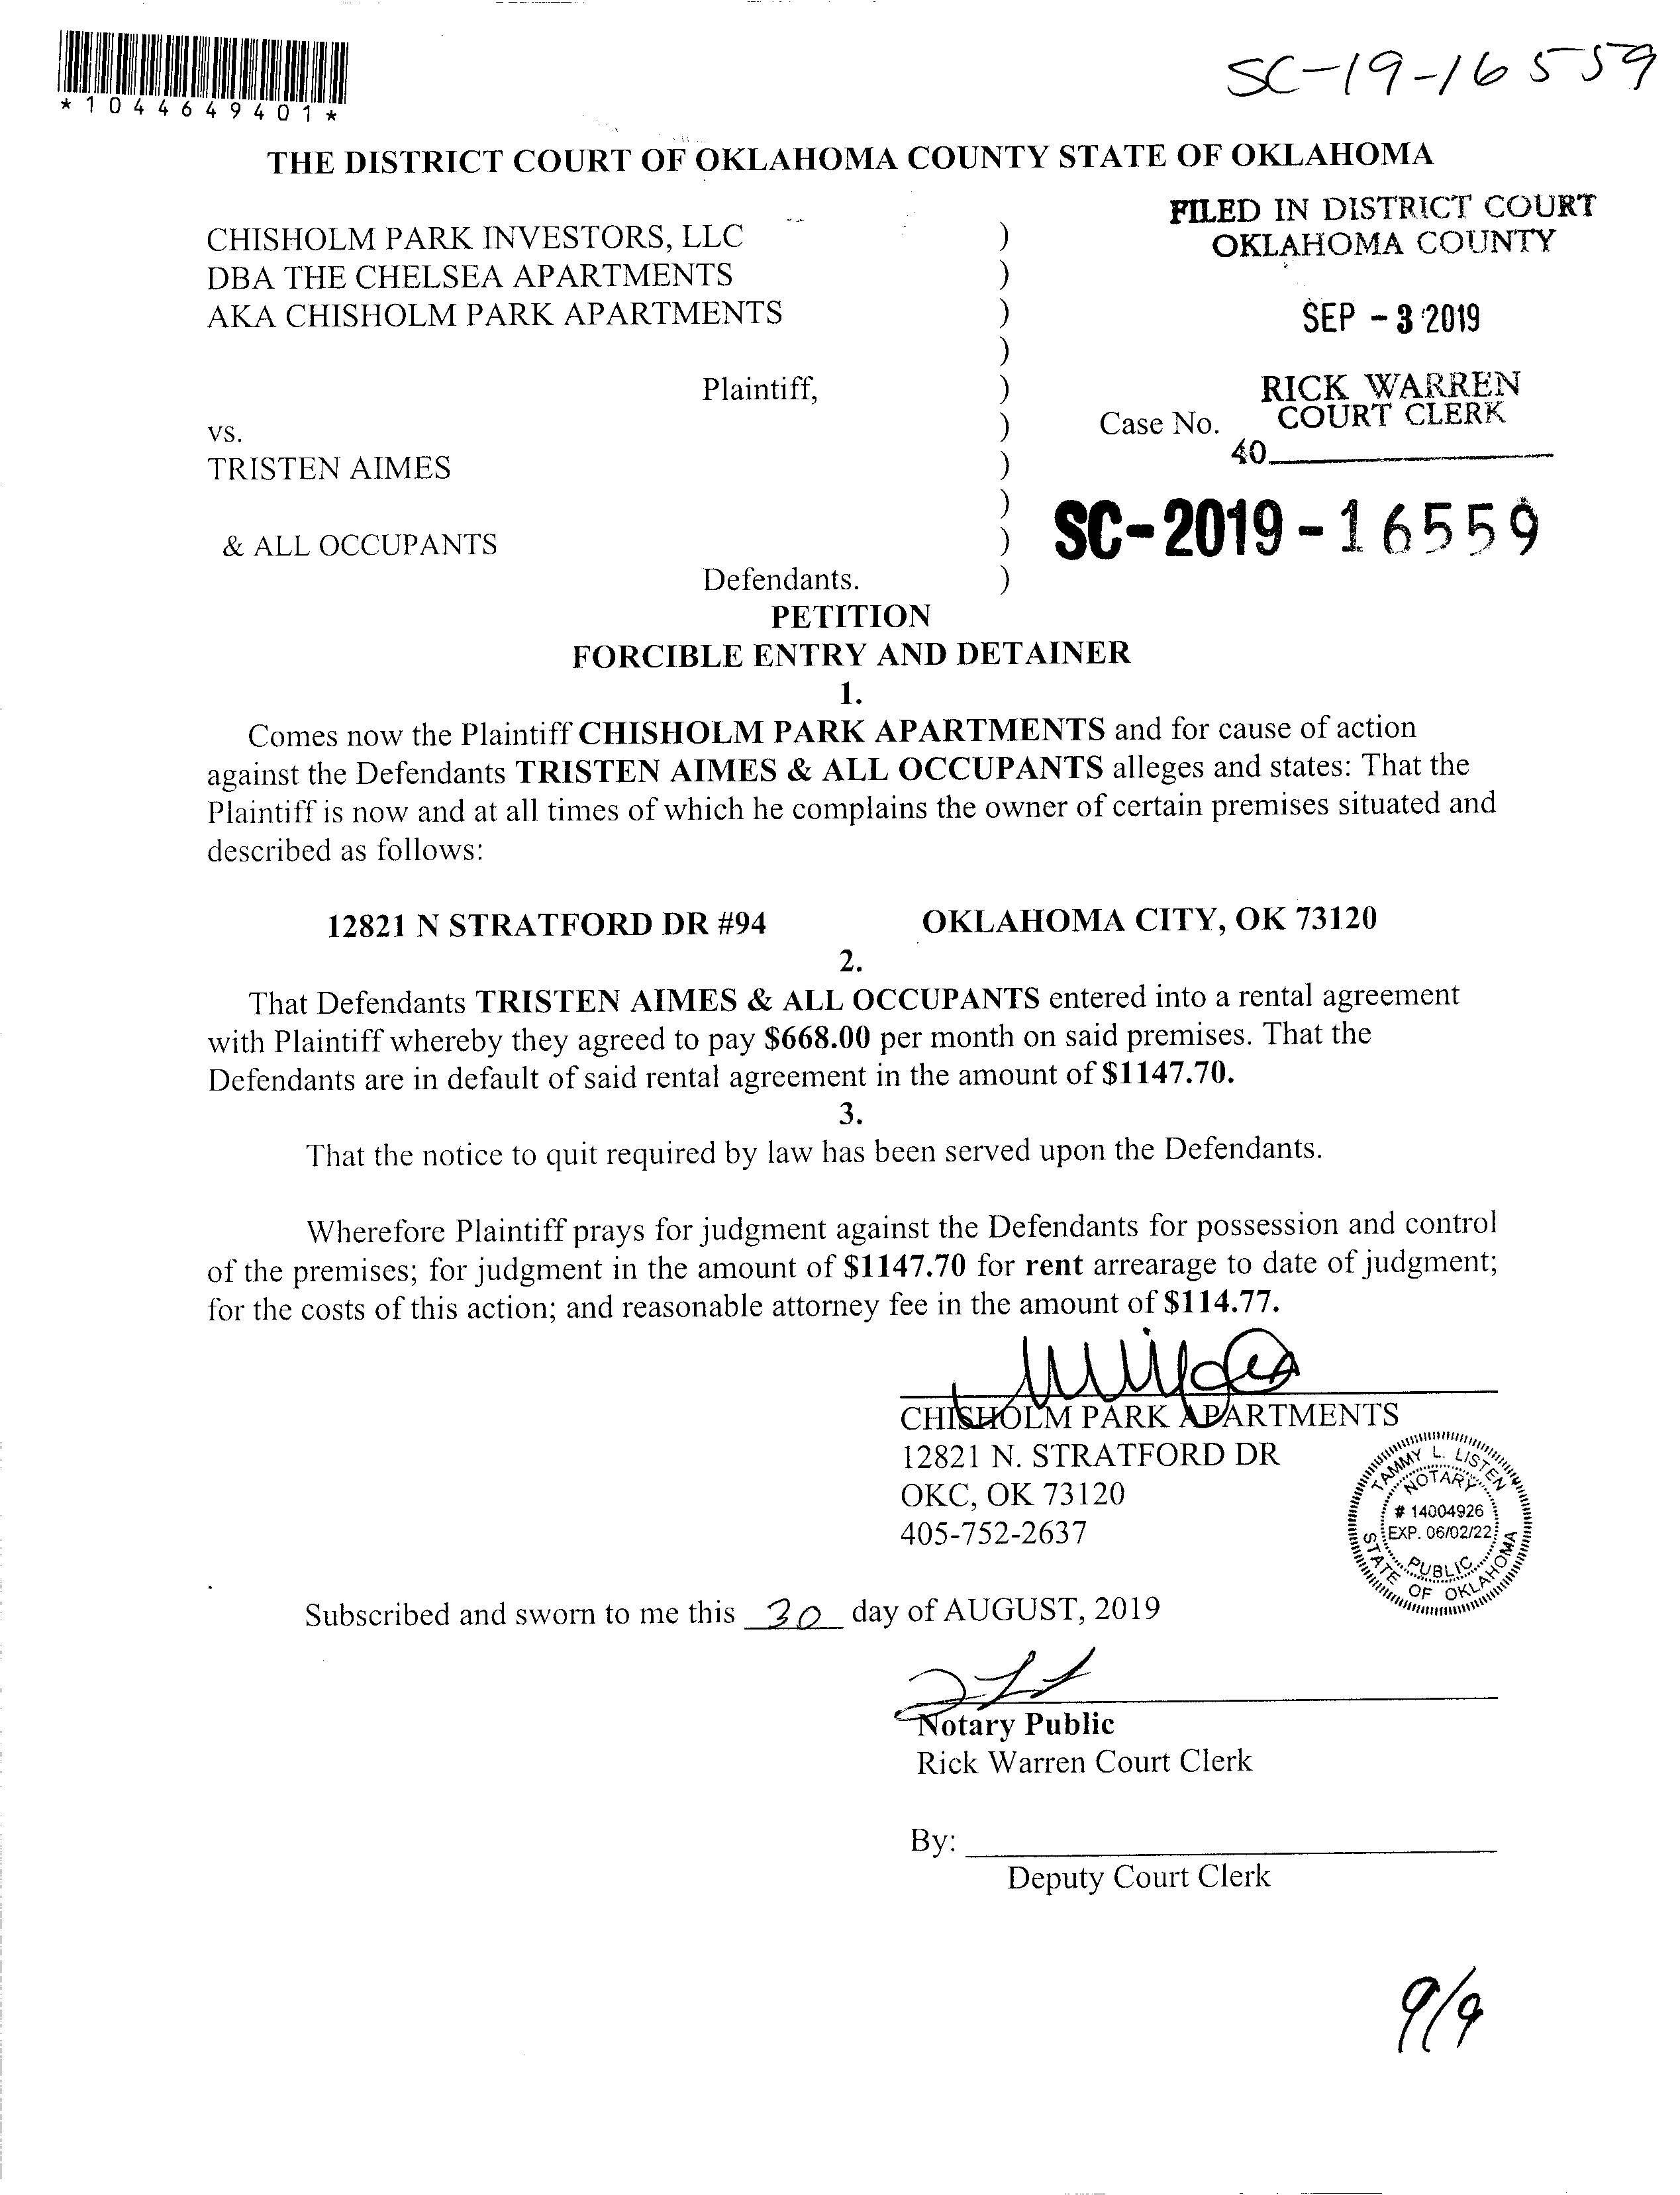 SC-19-16559
*1044649401*
THE DISTRICT COURT OF OKLAHOMA COUNTY STATE OF OKLAHOMA
FILED IN DISTRICT COURT
OKLAHOMA COUNTY
CHISHOLM PARK INVESTORS, LLC )
DBA THE CHELSEA APARTMENTS )
AKA CHISHOLM PARK APARTMENTS )
SEP - 3 2019
)
Plaintiff, )
RICK WARREN
COURT CLERK
vs. ) Case No.
40
TRISTEN AIMES )
)
SC-2019-16559
& ALL OCCUPANTS )
Defendants. )
PETITION
FORCIBLE ENTRY AND DETAINER
1.
Comes now the Plaintiff CHISHOLM PARK APARTMENTS and for cause of action
against the Defendants TRISTEN AIMES & ALL OCCUPANTS alleges and states: That the
Plaintiff is now and at all times of which he complains the owner of certain premises situated and
described as follows:
12821 N STRATFORD DR #94 OKLAHOMA CITY, OK 73120
2.
That Defendants TRISTEN AIMES & ALL OCCUPANTS entered into a rental agreement
with Plaintiff whereby they agreed to pay $668.00 per month on said premises. That the
Defendants are in default of said rental agreement in the amount of $1147.70.
3.
That the notice to quit required by law has been served upon the Defendants.
Wherefore Plaintiff prays for judgment against the Defendants for possession and control
of the premises; for judgment in the amount of $1147.70 for rent arrearage to date of judgment;
for the costs of this action; and reasonable attorney fee in the amount of $114.77.
CHISHOLM PARK APARTMENTS
12821 N. STRATFORD DR
OKC, OK 73120
405-752-2637
TAMMY L. LISTEN
NOTARY
# 14004926
EXP. 06/02/22
PUBLIC
STATE OF OKLAHOMA
Subscribed and sworn to me this 30 day of AUGUST, 2019
Notary Public
Rick Warren Court Clerk
By:
Deputy Court Clerk
9/9